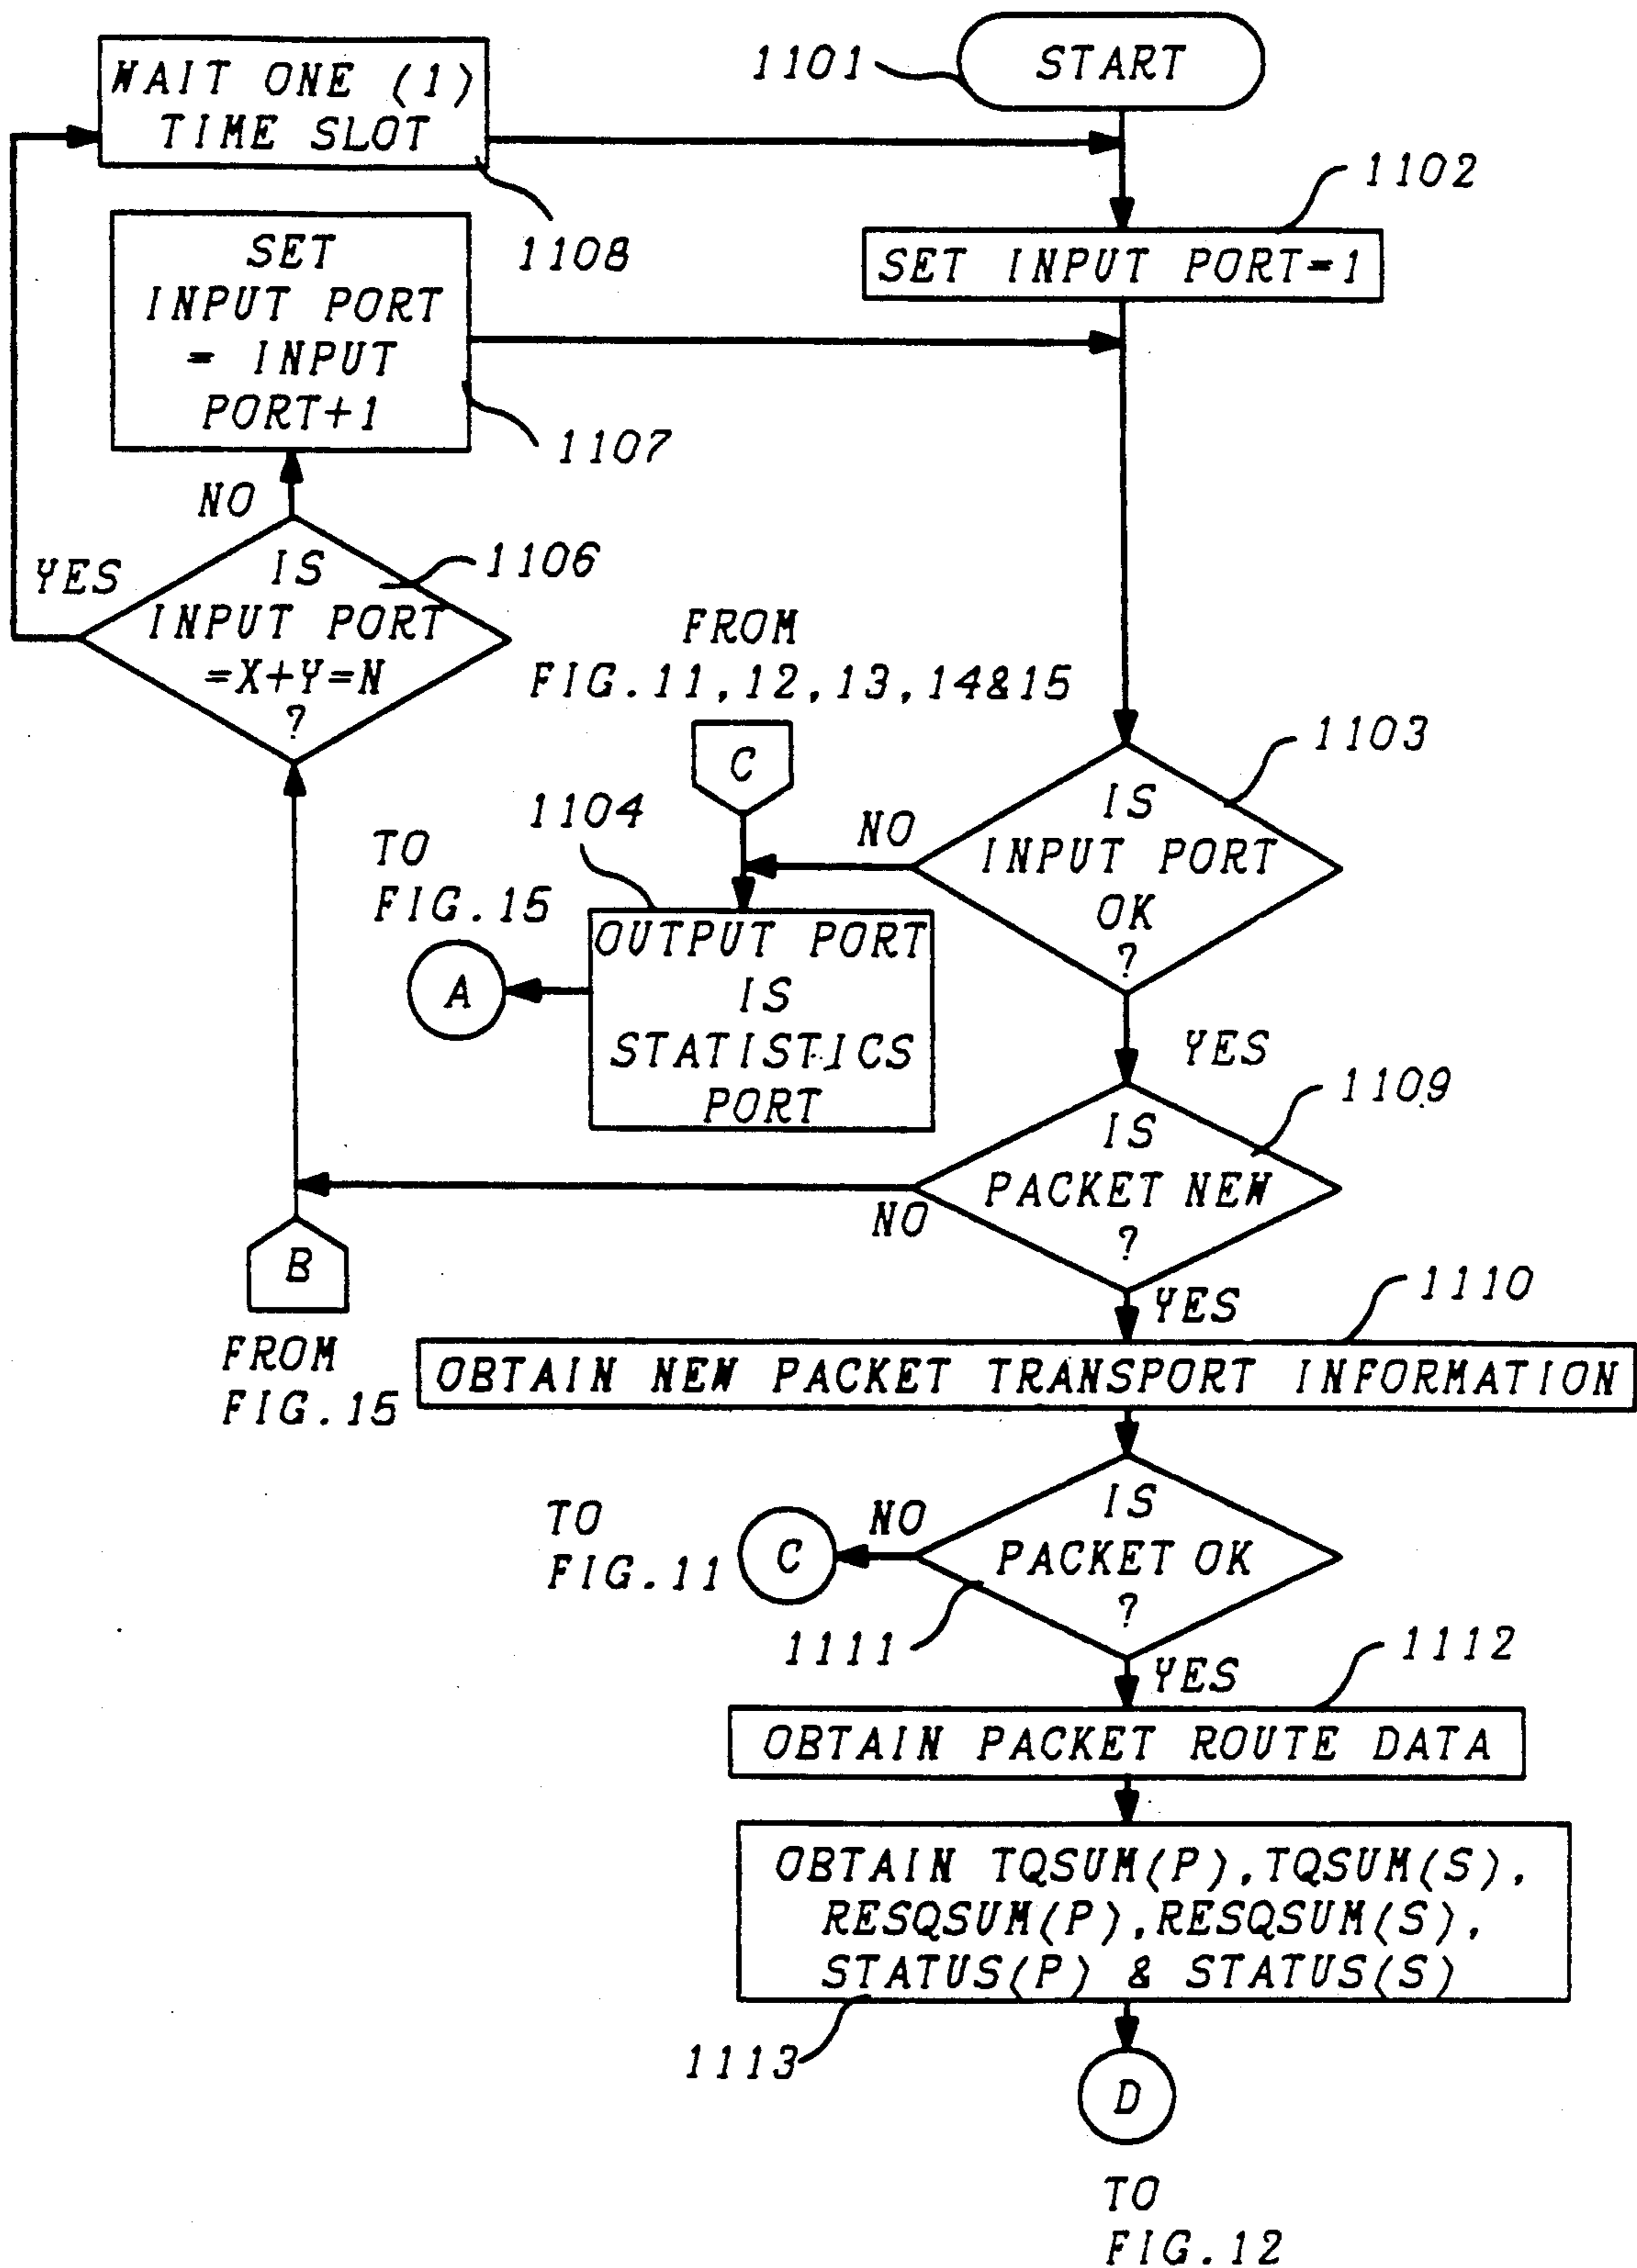 WAIT ONE (1)
TIME SLOT
1108
1101
START
1102
SET INPUT PORT=1
SET
INPUT PORT
= INPUT
PORT+1
1107
NO
YES
1106
IS
INPUT PORT
=X+Y=N
?
FROM
FIG.11,12,13,14&15
C
1103
IS
INPUT PORT
OK
?
NO
1104
TO
FIG.15
A
OUTPUT PORT
IS
STATISTICS
PORT
YES
1109
IS
PACKET NEW
?
NO
B
FROM
FIG.15
YES
1110
OBTAIN NEW PACKET TRANSPORT INFORMATION
IS
PACKET OK
?
NO
C
TO
FIG.11
1111
YES
1112
OBTAIN PACKET ROUTE DATA
OBTAIN TQSUM(P),TQSUM(S),
RESQSUM(P),RESQSUM(S),
STATUS(P) & STATUS(S)
1113
D
TO
FIG.12